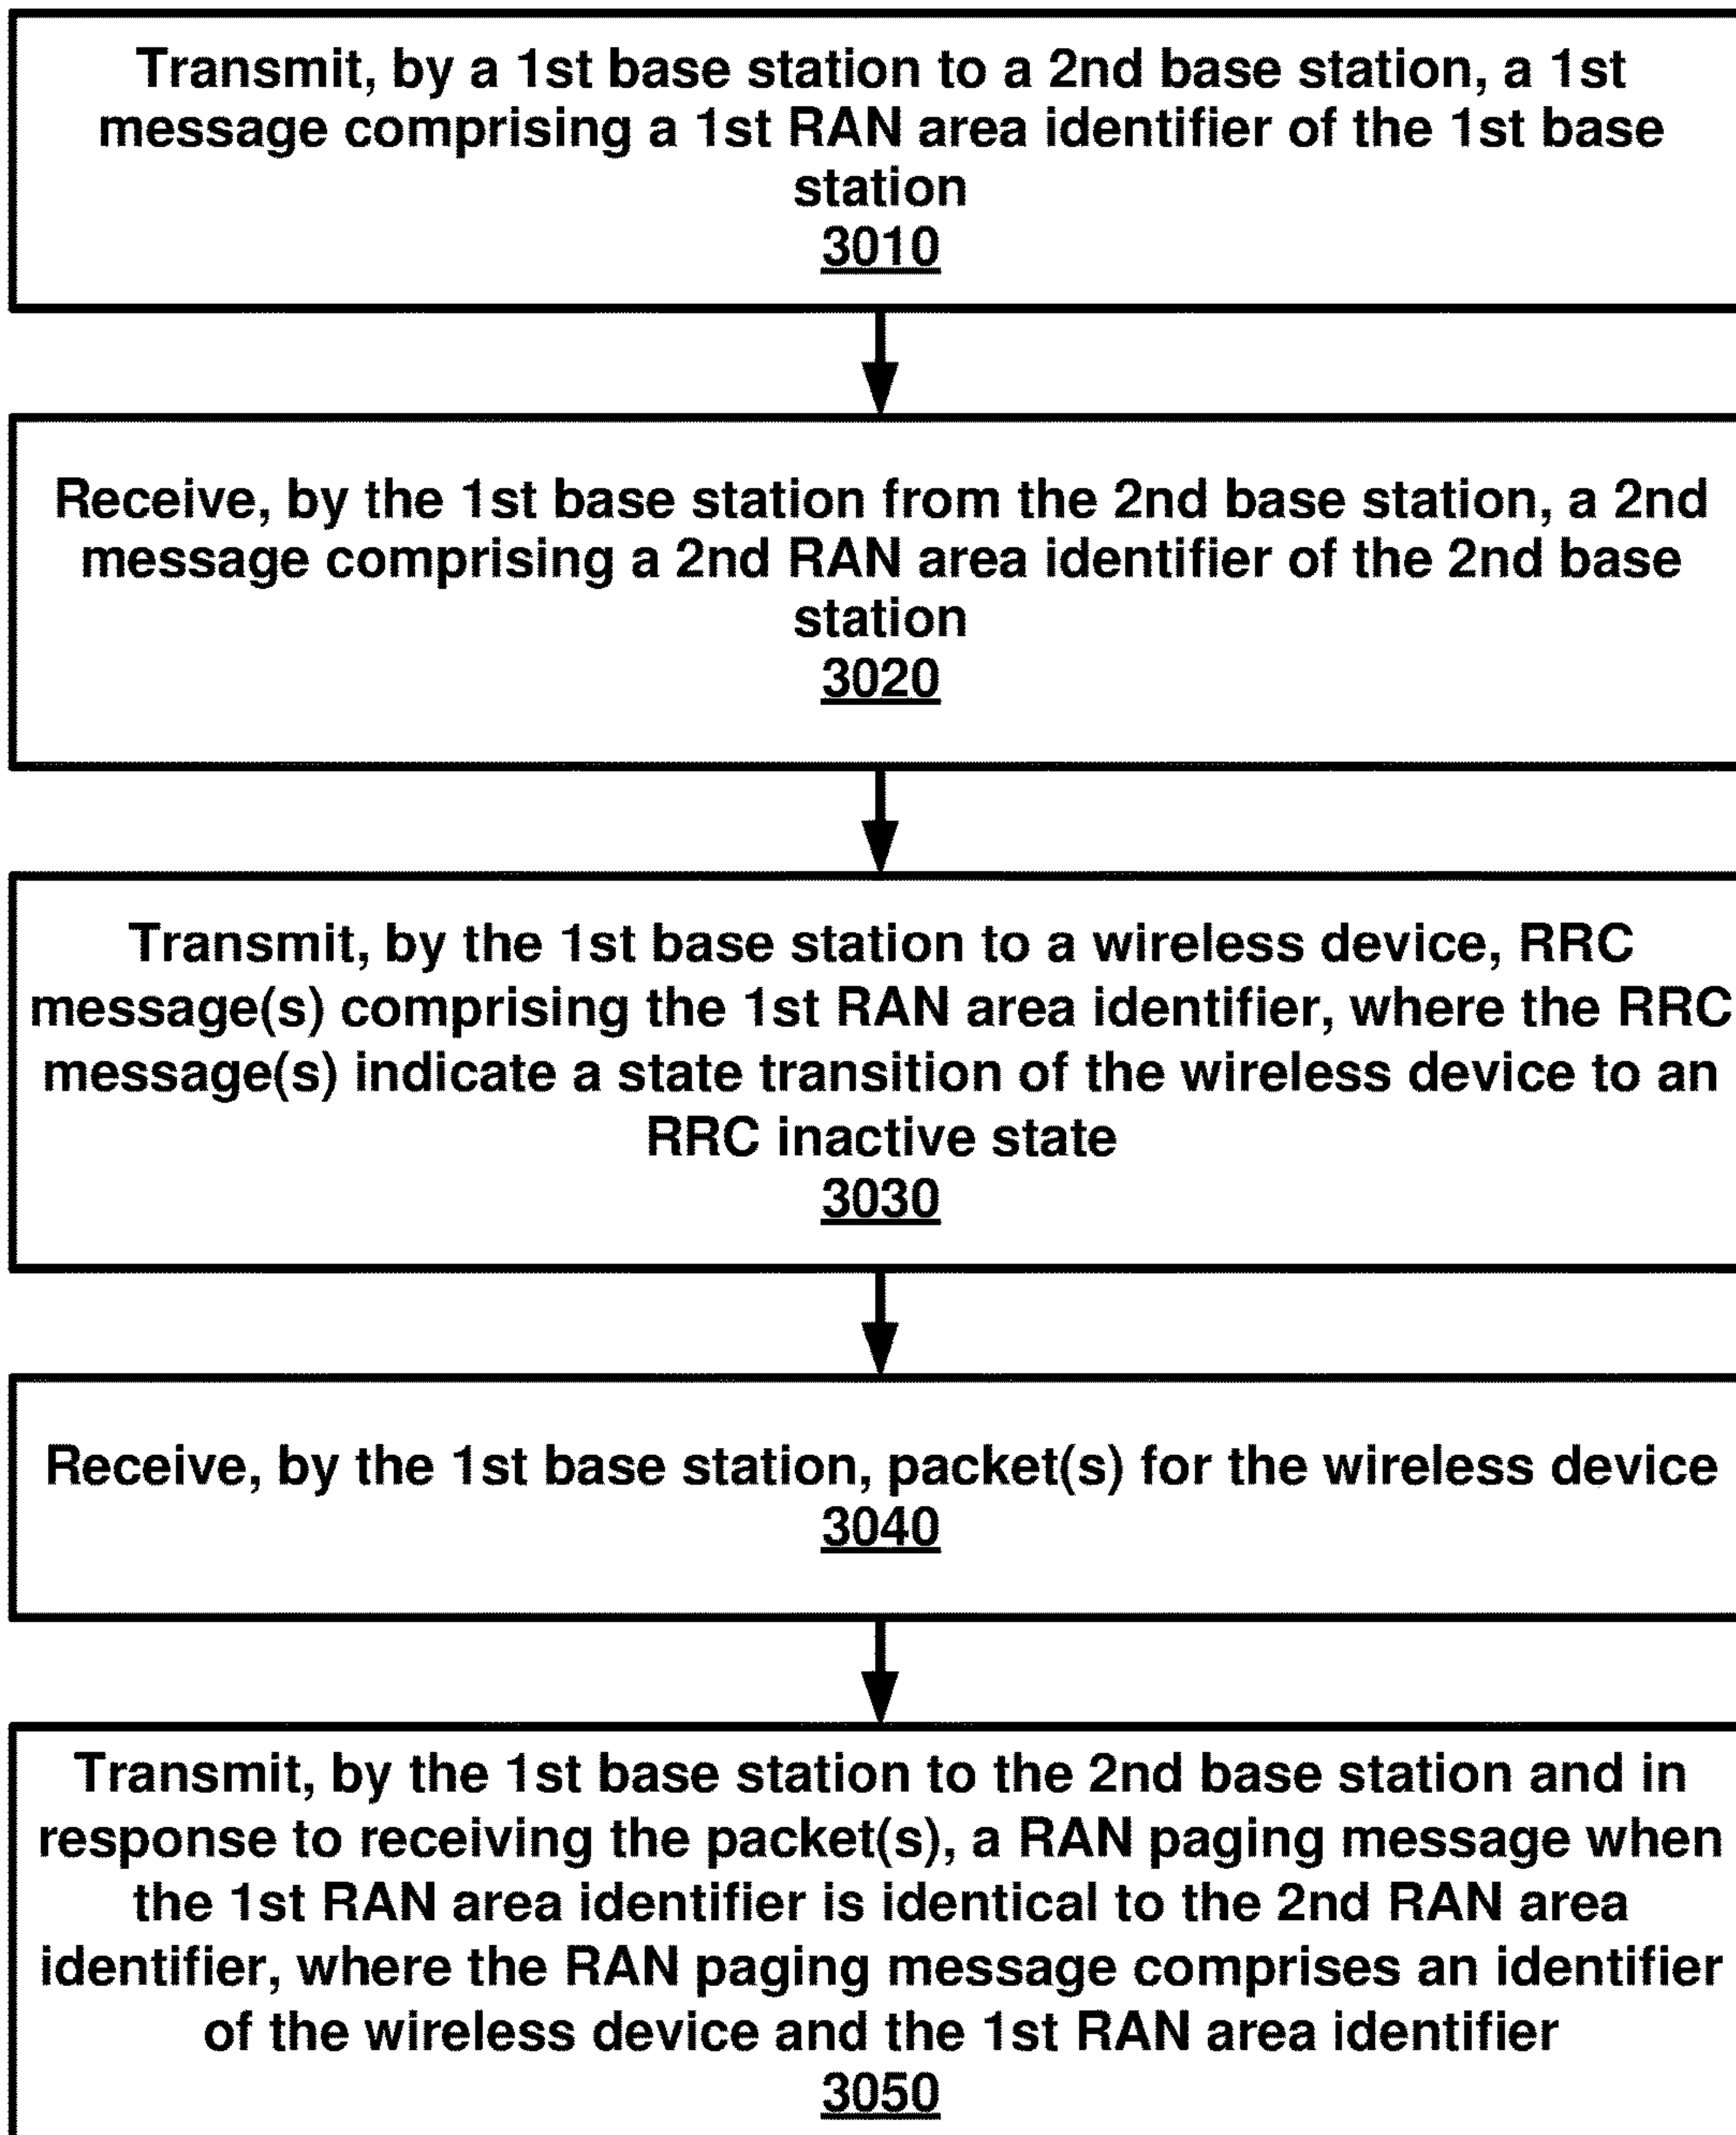 Transmit, by a 1st base station to a 2nd base station, a 1st
message comprising a 1st RAN area identifier of the 1st base
station
3010
Receive, by the 1st base station from the 2nd base station, a 2nd
message comprising a 2nd RAN area identifier of the 2nd base
station
3020
Transmit, by the 1st base station to a wireless device, RRC
message(s) comprising the 1st RAN area identifier, where the RRC
message(s) indicate a state transition of the wireless device to an
RRC inactive state
3030
Receive, by the 1st base station, packet(s) for the wireless device
3040
Transmit, by the 1st base station to the 2nd base station and in
response to receiving the packet(s), a RAN paging message when
the 1st RAN area identifier is identical to the 2nd RAN area
identifier, where the RAN paging message comprises an identifier
of the wireless device and the 1st RAN area identifier
3050